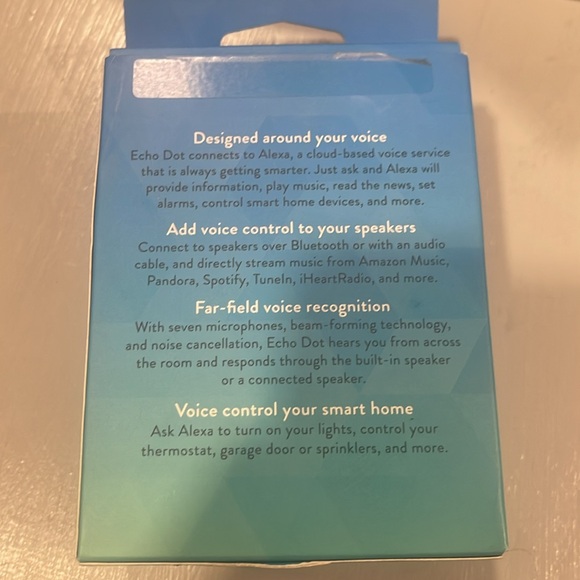 Designed around your voice
Echo Dot connects to Alexa, a cloud-based voice service
that is always getting smarter. Just ask and Alexa will
provide information, play music, read the news, set
alarms, control smart home devices, and more.
Add voice control to your speakers
Connect to speakers over Bluetooth or with an audio
cable, and directly stream music from Amazon Music,
Pandora, Spotify, TuneIn, iHeartRadio, and more.
Far-field voice recognition
With seven microphones, beam-forming technology,
and noise cancellation, Echo Dot hears you from across
the room and responds through the built-in speaker
or a connected speaker.
Voice control your smart home
Ask Alexa to turn on your lights, control your
thermostat, garage door or sprinklers, and more.